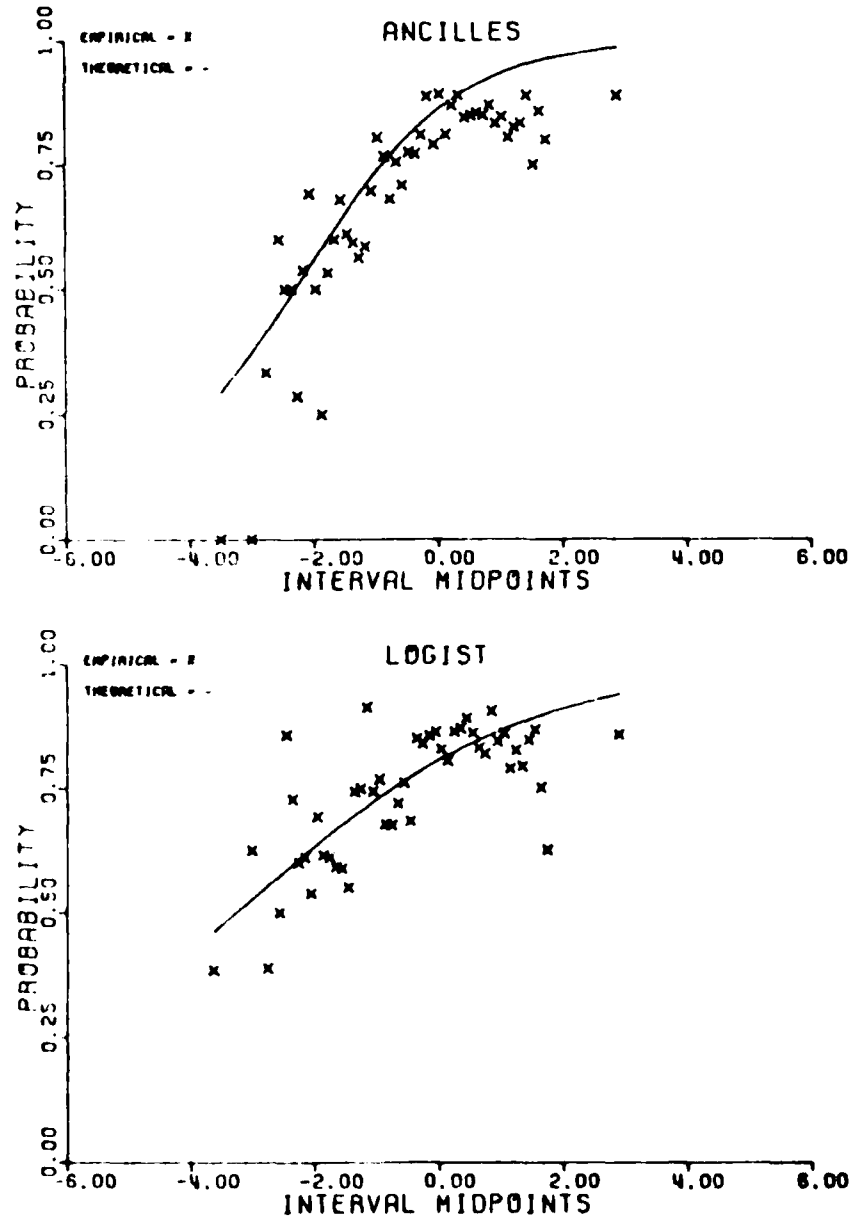 ANCILLES
EMPIRICAL = X
THEORETICAL = -
1.00
0.75
0.50
0.25
0.00
PROBABILITY
-6.00 -4.00 -2.00 0.00 2.00 4.00 6.00
INTERVAL MIDPOINTS
LOGIST
EMPIRICAL = X
THEORETICAL = -
1.00
0.75
0.50
0.25
0.00
PROBABILITY
-6.00 -4.00 -2.00 0.00 2.00 4.00 6.00
INTERVAL MIDPOINTS